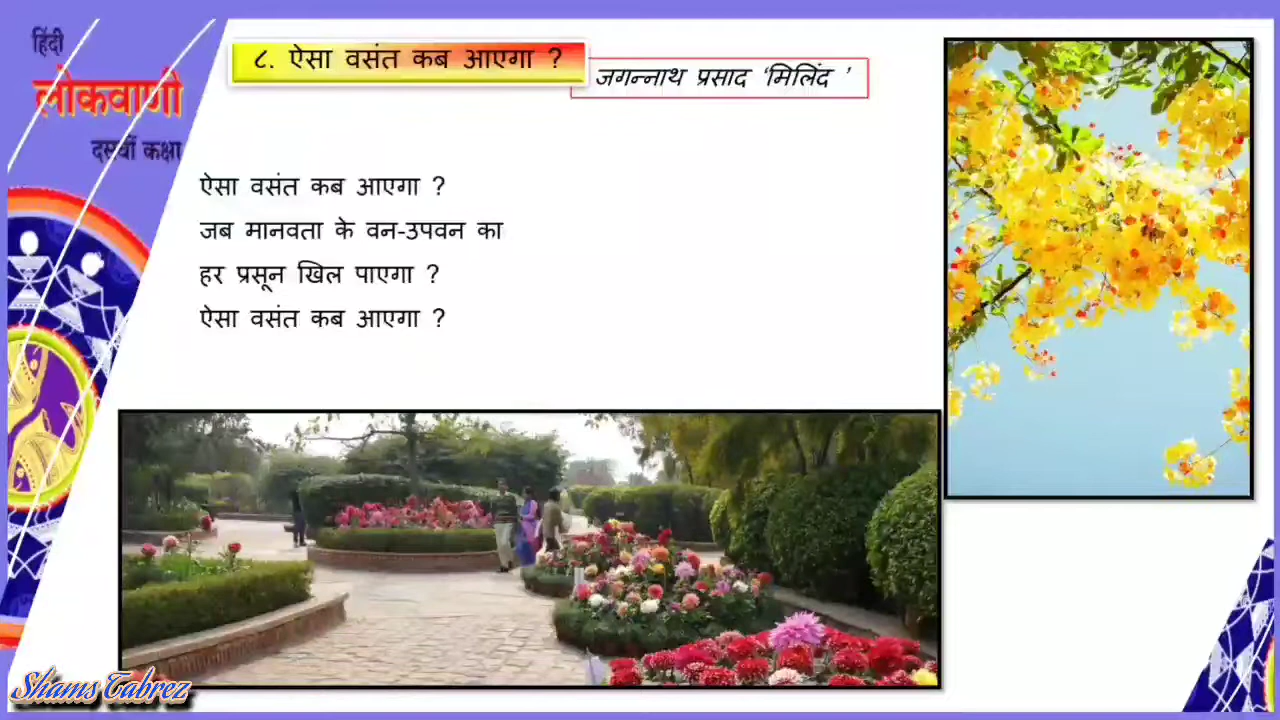 हिंदी
लोकवाणी
दसवीं कक्षा
८. ऐसा वसंत कब आएगा ?
जगन्नाथ प्रसाद ‘मिलिंद ’
ऐसा वसंत कब आएगा ?
जब मानवता के वन-उपवन का
हर प्रसून खिल पाएगा ?
ऐसा वसंत कब आएगा ?
Shams Tabrez